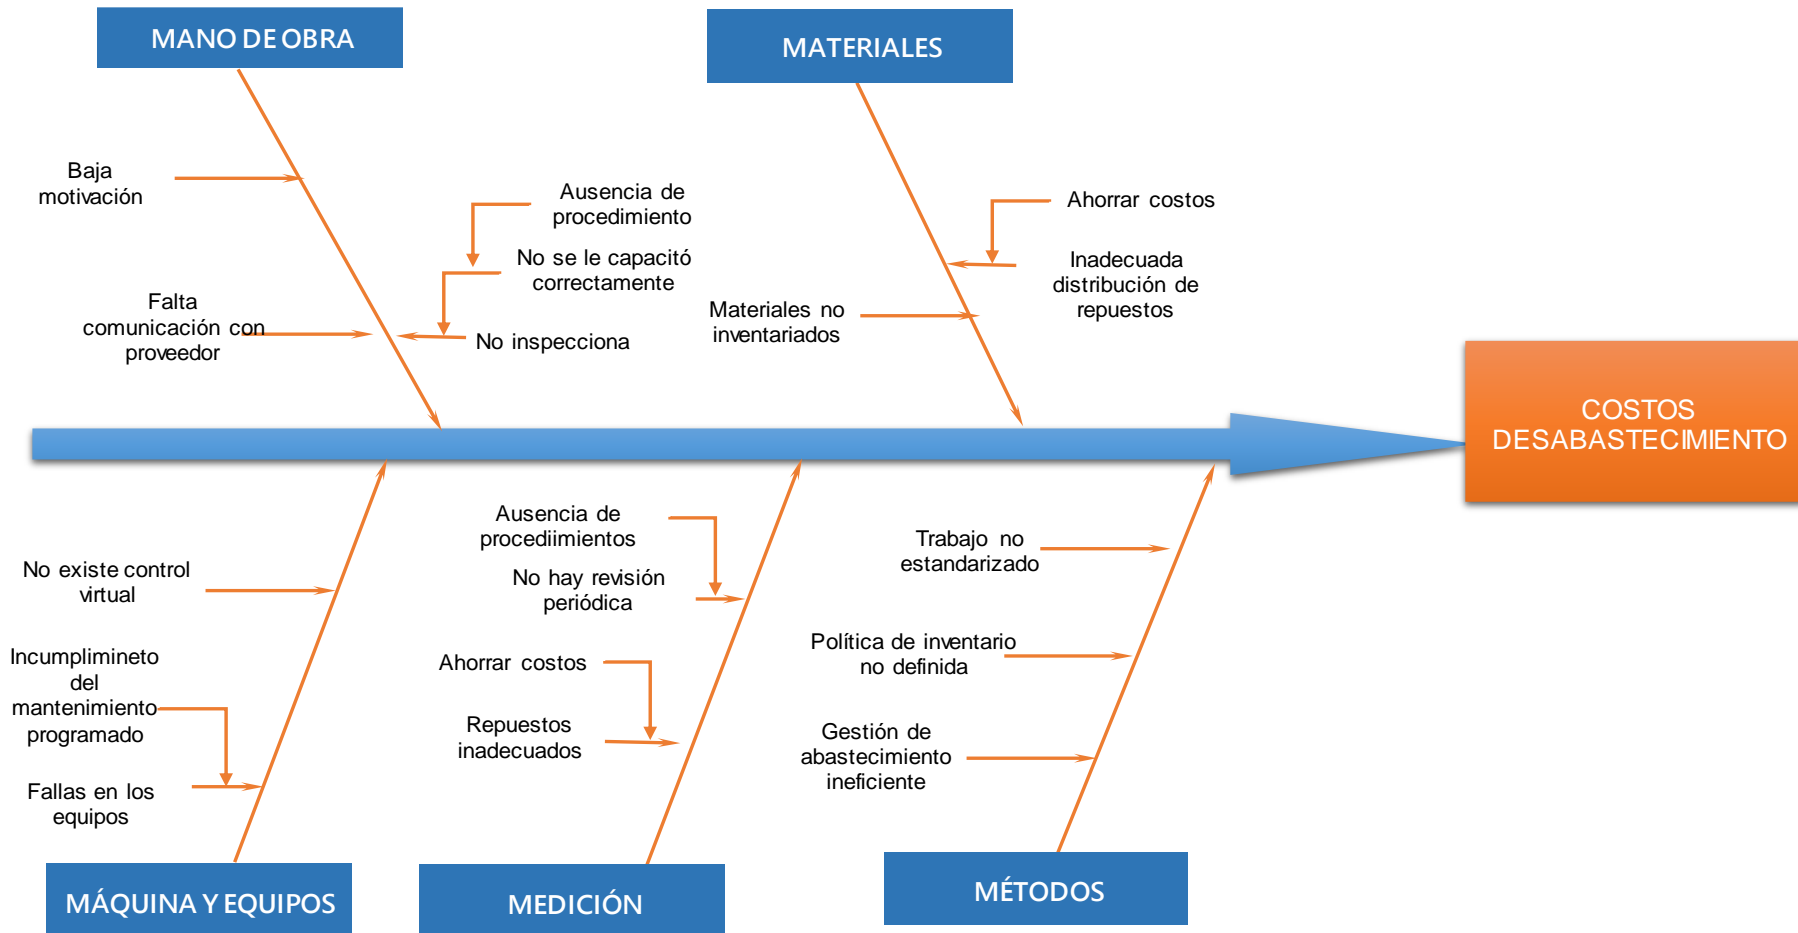 MANO DE OBRA
MATERIALES
Baja
motivación
Ausencia de
procedimiento
No se le capacitó
correctamente
Falta
comunicación con
proveedor
No inspecciona
Ahorrar costos
Inadecuada
distribución de
repuestos
Materiales no
inventariados
COSTOS
DESABASTECIMIENTO
No existe control
virtual
Incumplimineto
del
mantenimiento
programado
Fallas en los
equipos
Ausencia de
procediimientos
No hay revisión
periódica
Ahorrar costos
Repuestos
inadecuados
Trabajo no
estandarizado
Política de inventario
no definida
Gestión de
abastecimiento
ineficiente
MÁQUINA Y EQUIPOS
MEDICIÓN
MÉTODOS